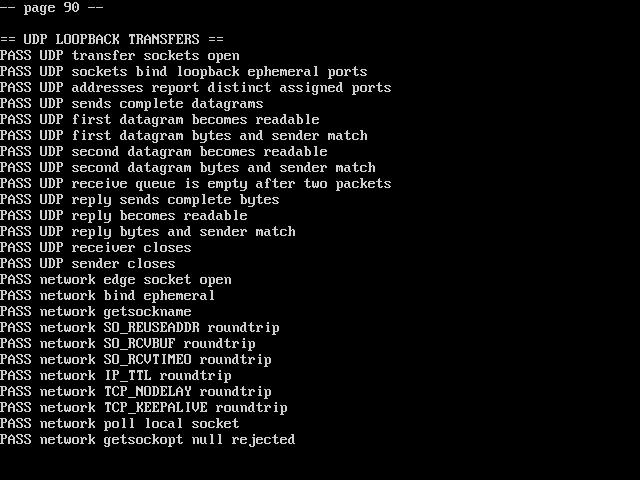 -- page 90 --
== UDP LOOPBACK TRANSFERS ==
PASS UDP transfer sockets open
PASS UDP sockets bind loopback ephemeral ports
PASS UDP addresses report distinct assigned ports
PASS UDP sends complete datagrams
PASS UDP first datagram becomes readable
PASS UDP first datagram bytes and sender match
PASS UDP second datagram becomes readable
PASS UDP second datagram bytes and sender match
PASS UDP receive queue is empty after two packets
PASS UDP reply sends complete bytes
PASS UDP reply becomes readable
PASS UDP reply bytes and sender match
PASS UDP receiver closes
PASS UDP sender closes
PASS network edge socket open
PASS network bind ephemeral
PASS network getsockname
PASS network SO_REUSEADDR roundtrip
PASS network SO_RCVBUF roundtrip
PASS network SO_RCVTIMEO roundtrip
PASS network IP_TTL roundtrip
PASS network TCP_NODELAY roundtrip
PASS network TCP_KEEPALIVE roundtrip
PASS network poll local socket
PASS network getsockopt null rejected